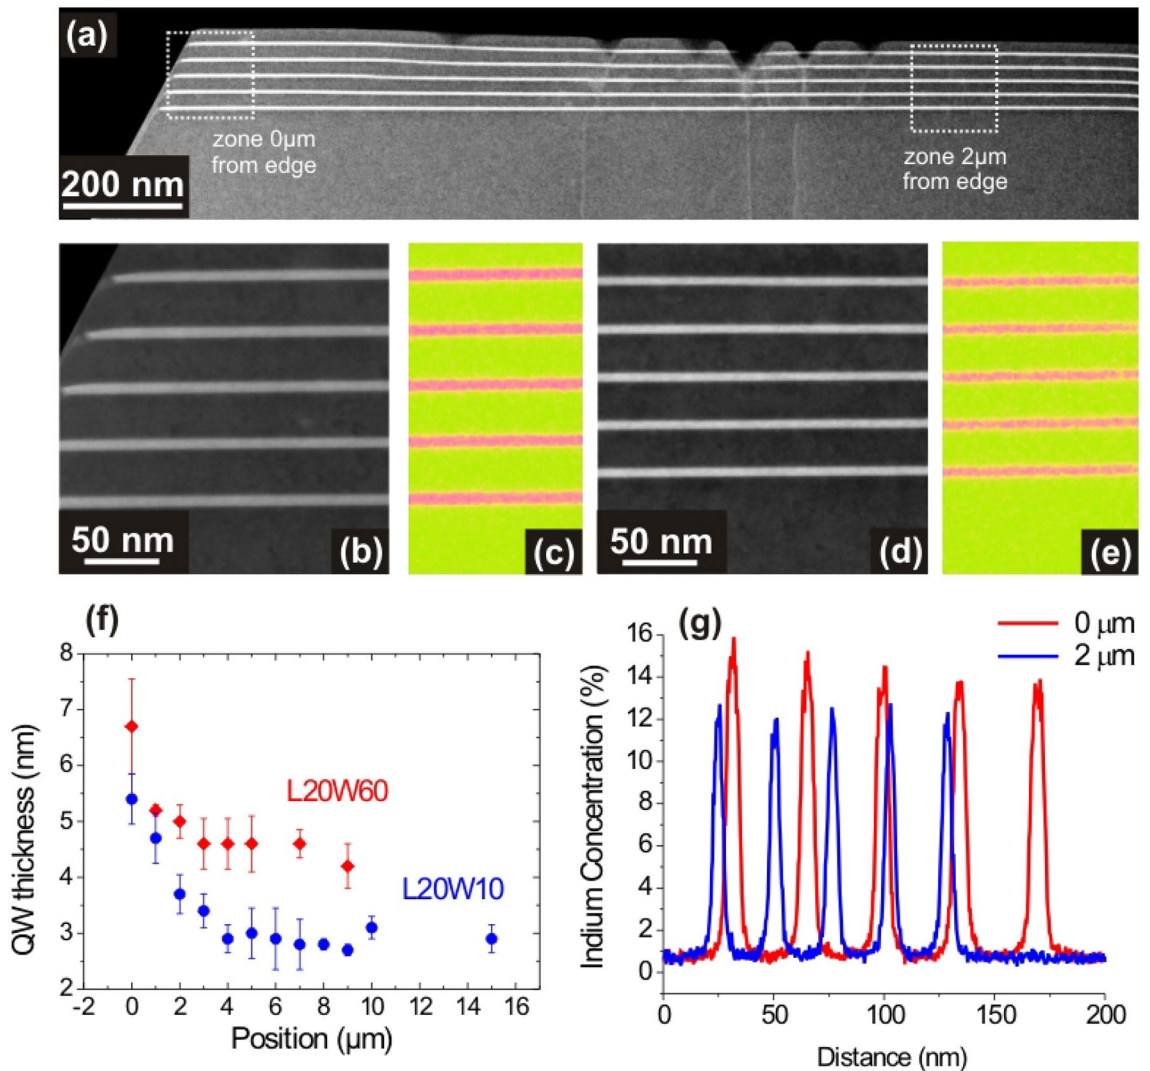 (a)
zone 0µm
from edge
zone 2µm
from edge
200 nm
50 nm
(b)
(c)
50 nm
(d)
(e)
(f)
8
7
6
5
4
3
2
QW thickness (nm)
L20W60
L20W10
-2 0 2 4 6 8 10 12 14 16
Position (µm)
(g)
0 µm
2 µm
16
14
12
10
8
6
4
2
0
Indium Concentration (%)
0 50 100 150 200
Distance (nm)